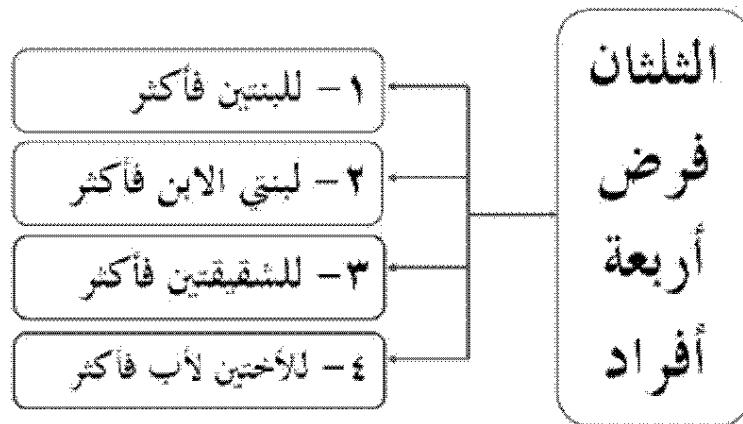 الثلثان
فرض
أربعة
أفراد
١- للبنتين فأكثر
٢- لبنتي الابن فأكثر
٣- للشقيقتين فأكثر
٤- للأختين لأب فأكثر